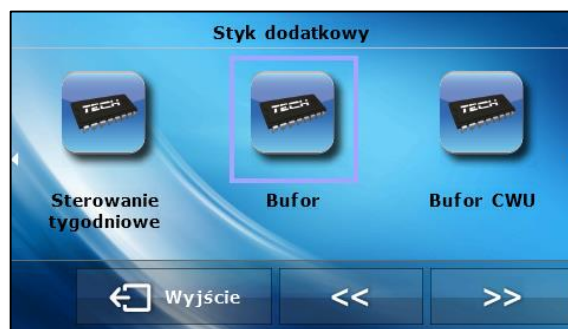 Styk dodatkowy
TECH
TECH
TECH
Sterowanie
tygodniowe
Bufor
Bufor CWU
Wyjście
<<
>>